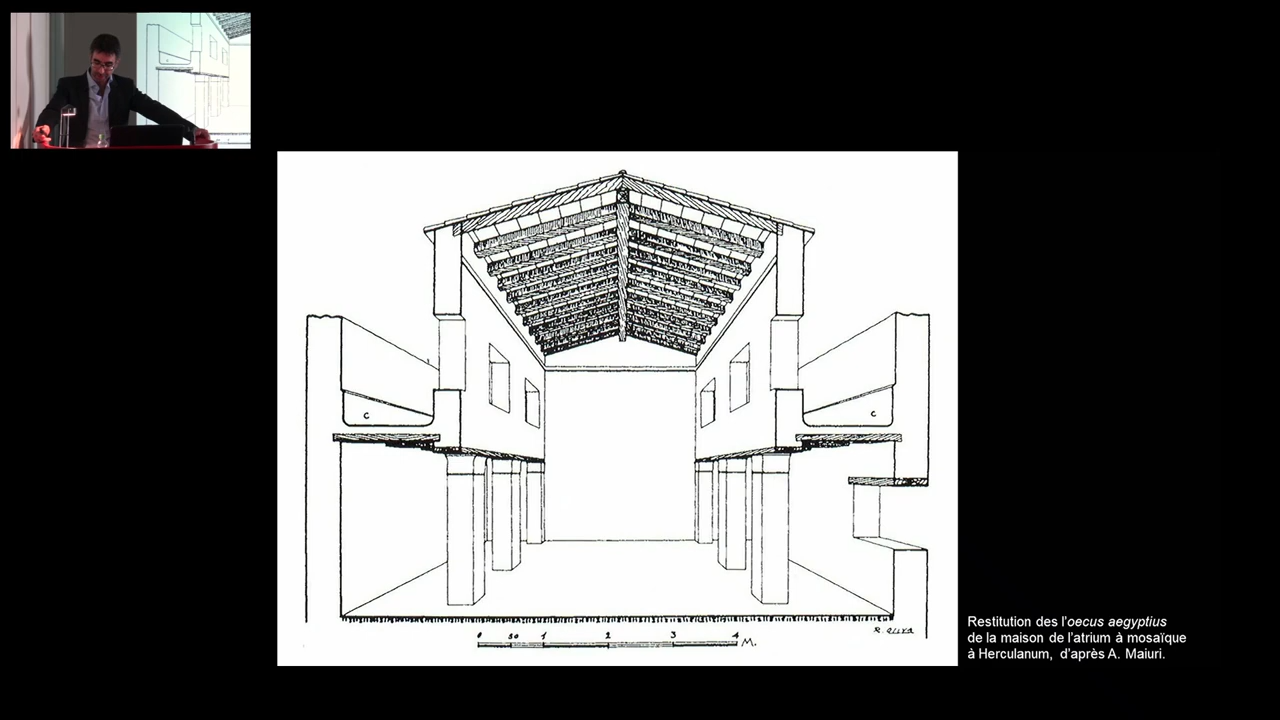 C
C
R. OLIVA
0 50 1 2 3 4 M.
Restitution des l'oecus aegyptius
de la maison de l'atrium à mosaïque
à Herculanum, d'après A. Maiuri.